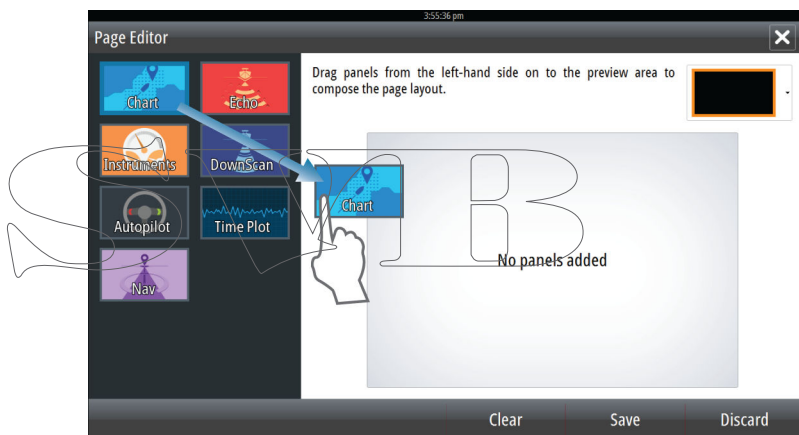 3:55:36 pm
Page Editor
Drag panels from the left-hand side on to the preview area to
compose the page layout.
Chart
Echo
Instruments
DownScan
Autopilot
Time Plot
Nav
Chart
No panels added
Clear
Save
Discard